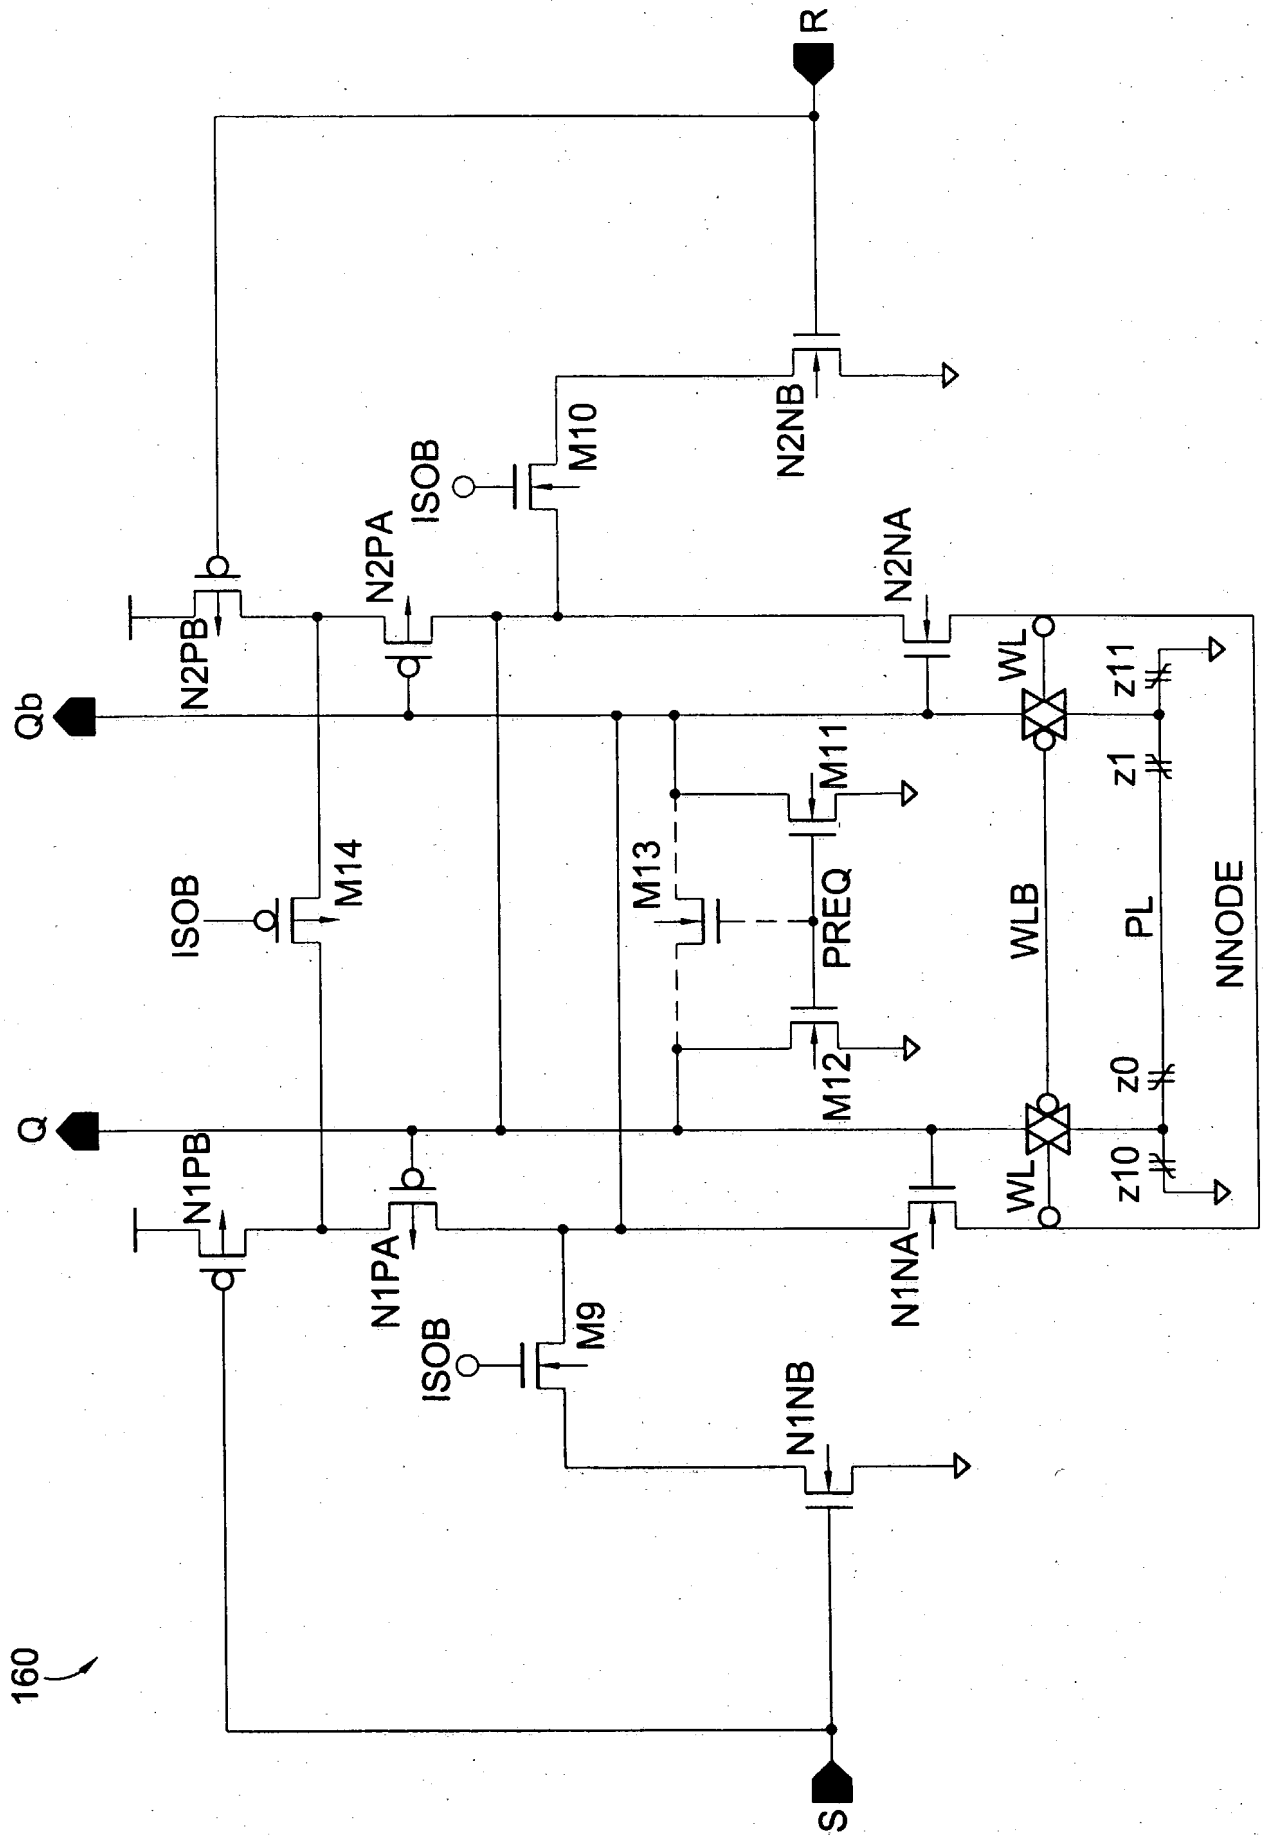 160
Q
Qb
N1PB
ISOB
M14
N2PB
N1PA
N2PA
ISOB
M9
ISOB
M10
M13
N1NB
M12
PREQ
M11
N2NB
S
R
N1NA
N2NA
WL
WLB
WL
z10
z0
PL
z1
z11
NNODE